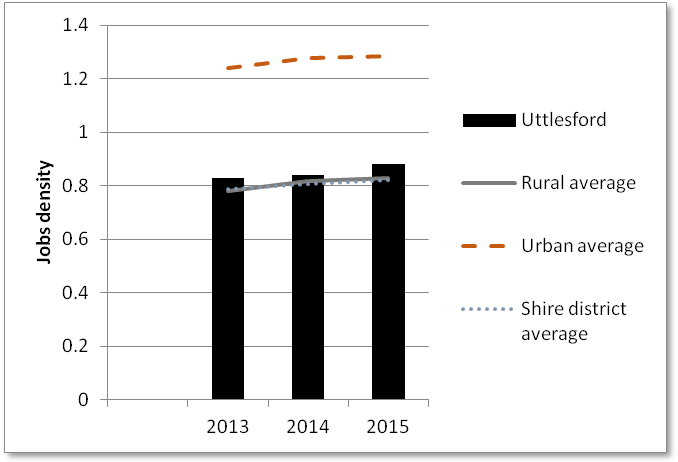 1.4
1.2
1
0.8
0.6
0.4
0.2
0
Jobs density
2013 2014 2015
Uttlesford
Rural average
Urban average
Shire district
average